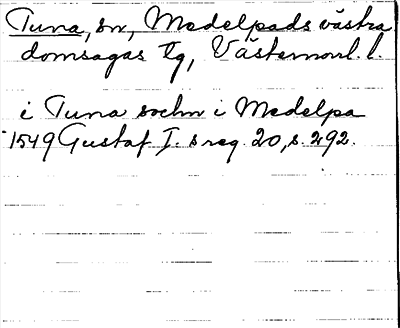 Tuna, sn, Medelpads västra
domsagas tg, Västernorrl. l.
i Tuna sochn i Medelpa
1549 Gustaf I. s reg. 20, s. 292.